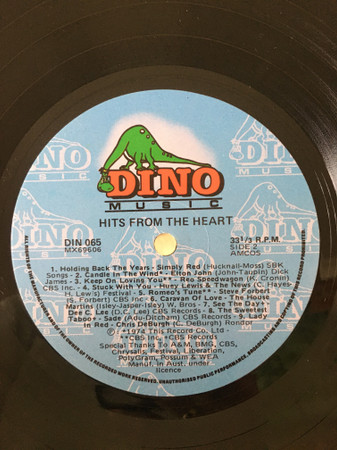 DINO
MUSIC
HITS FROM THE HEART
DIN 065
MX69606
33 1/3 R.P.M.
SIDE 2
AMCOS
1. Holding Back The Years - Simply Red (Hucknall-Moss) SBK
Songs - 2. Candle In The Wind* - Elton John (John-Taupin) Dick
James - 3. Keep On Loving You** - Reo Speedwagon (K. Cronin)
CBS Inc. - 4. Stuck With You - Huey Lewis & The News (C. Hayes-
H. Lewis) Festival - 5. Romeo's Tune** - Steve Forbert
(S. Forbert) CBS Inc - 6. Caravan Of Love - The House
Martins (Isley-Jasper-Isley) W. Bros - 7. See The Day+ -
Dee C. Lee (D.C. Lee) CBS Records - 8. The Sweetest
Taboo+ - Sade (Adu-Ditcham) CBS Records - 9. Lady
In Red - Chris DeBurgh (C. DeBurgh) Rondor
℗ *1974 This Record Co. Ltd -
**CBS Inc. +CBS Records
Special Thanks To A&M, BMG, CBS,
Chrysalis, Festival, Liberation,
PolyGram, Possum & WEA
Manuf. in Aust. under
licence